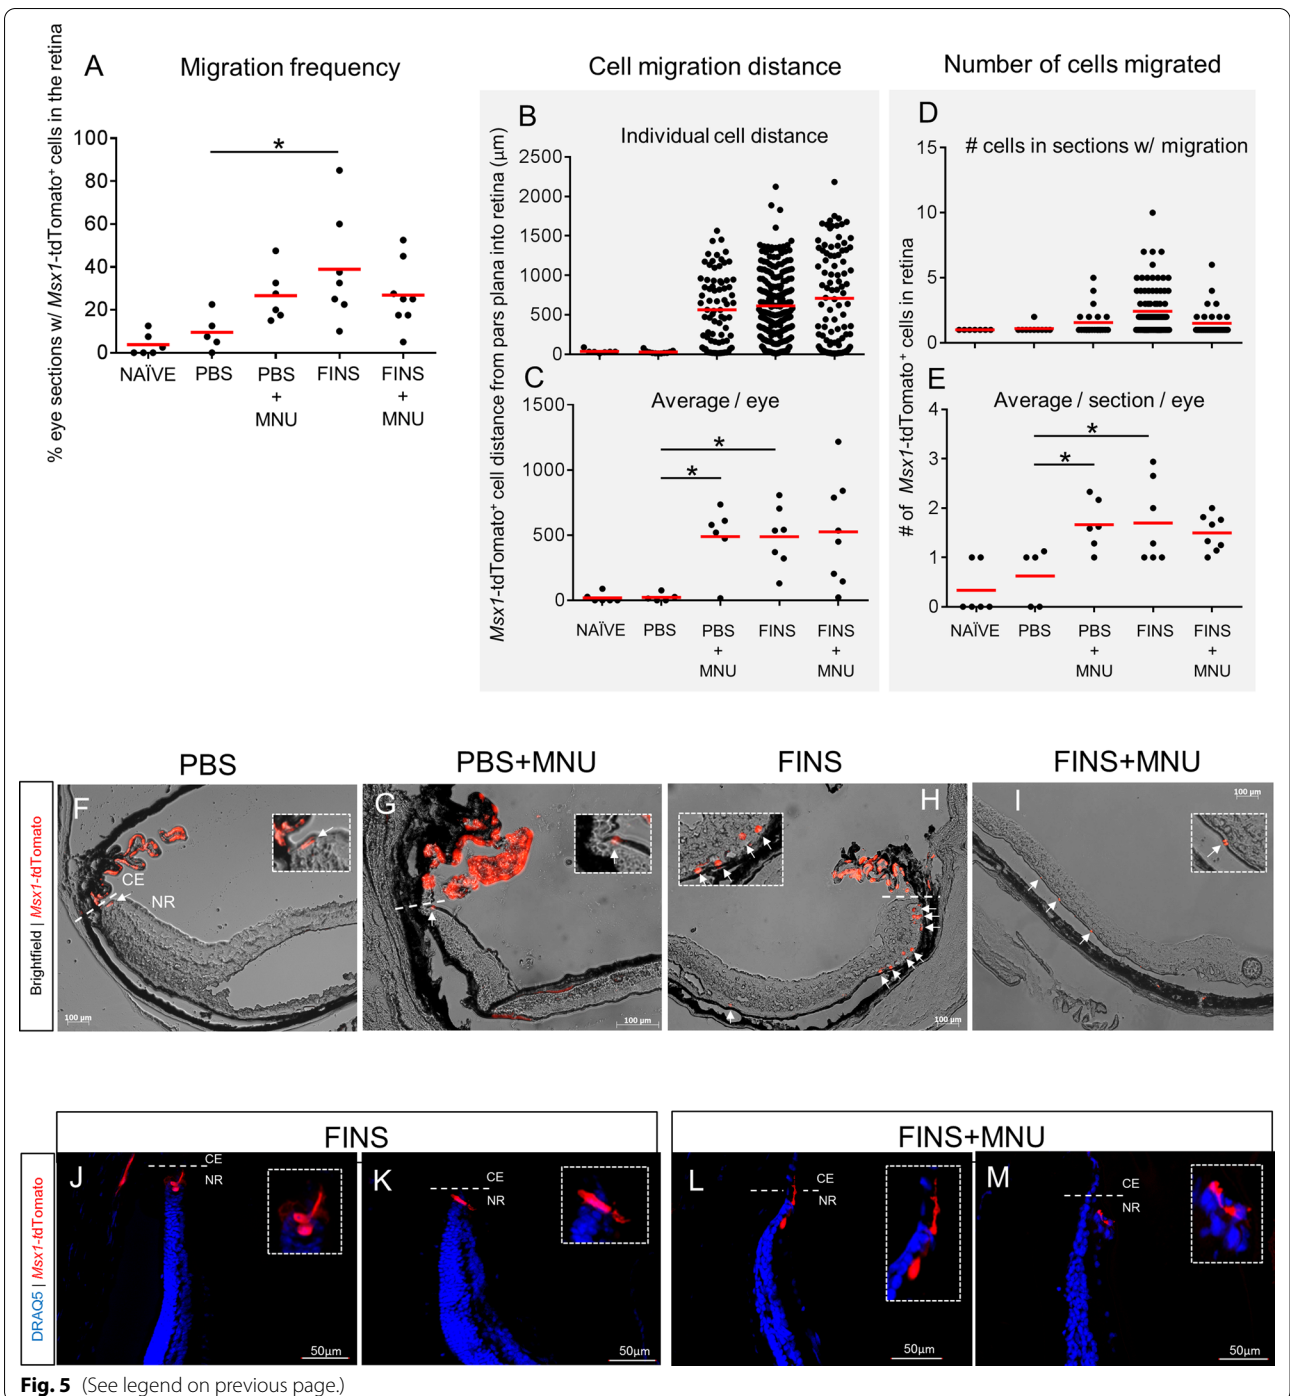 A
Migration frequency
% eye sections w/ Msx1-tdTomato+ cells in the retina
100
80
60
40
20
0
*
NAÏVE
PBS
PBS
+
MNU
FINS
FINS
+
MNU
Cell migration distance
Msx1-tdTomato+ cell distance from pars plana into retina (µm)
B
Individual cell distance
2500
2000
1500
1000
500
0
C
Average / eye
1500
1000
500
0
*
*
NAÏVE
PBS
PBS
+
MNU
FINS
FINS
+
MNU
Number of cells migrated
# of Msx1-tdTomato+ cells in retina
D
# cells in sections w/ migration
15
10
5
0
E
Average / section / eye
4
3
2
1
0
*
*
NAÏVE
PBS
PBS
+
MNU
FINS
FINS
+
MNU
PBS
PBS+MNU
FINS
FINS+MNU
Brightfield | Msx1-tdTomato
F
CE
NR
100 µm
G
100 µm
H
100 µm
I
100 µm
FINS
FINS+MNU
DRAQ5 | Msx1-tdTomato
J
CE
NR
50µm
K
CE
NR
50µm
L
CE
NR
50µm
M
CE
NR
50µm
Fig. 5 (See legend on previous page.)